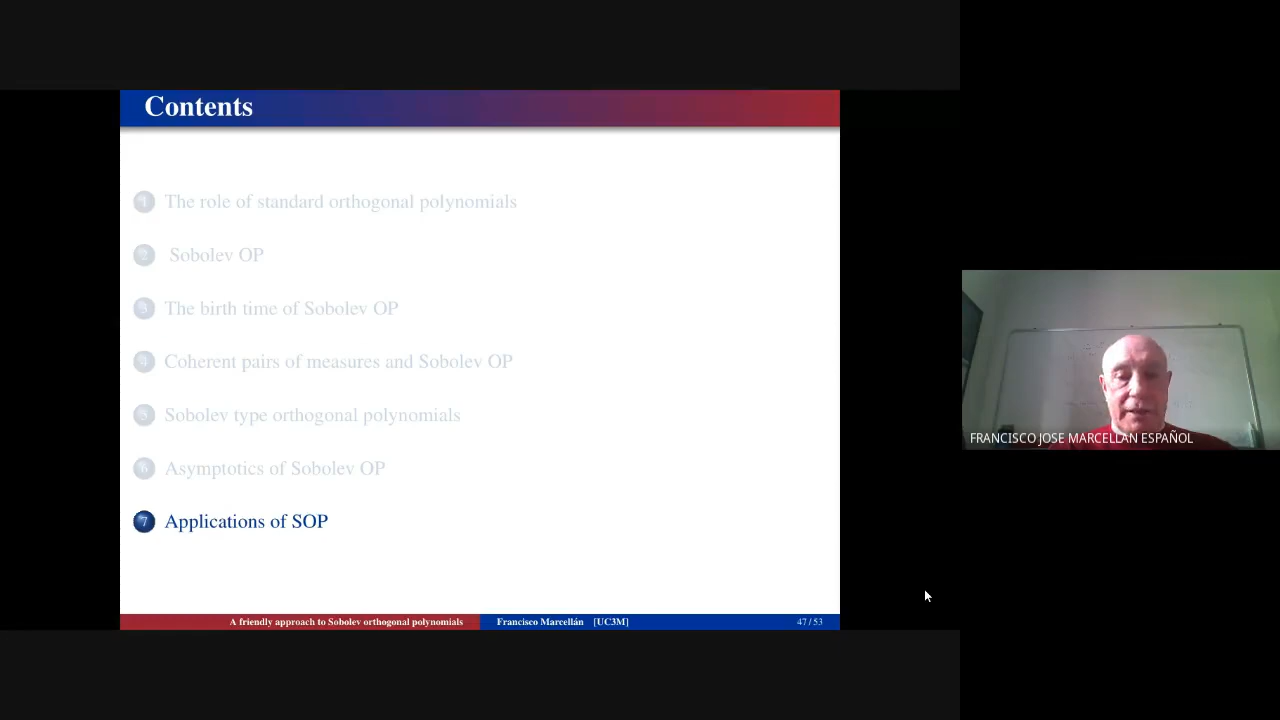 Contents
1 The role of standard orthogonal polynomials
2 Sobolev OP
3 The birth time of Sobolev OP
4 Coherent pairs of measures and Sobolev OP
5 Sobolev type orthogonal polynomials
6 Asymptotics of Sobolev OP
7 Applications of SOP
A friendly approach to Sobolev orthogonal polynomials Francisco Marcellán [UC3M] 47 / 53
FRANCISCO JOSE MARCELLAN ESPAÑOL